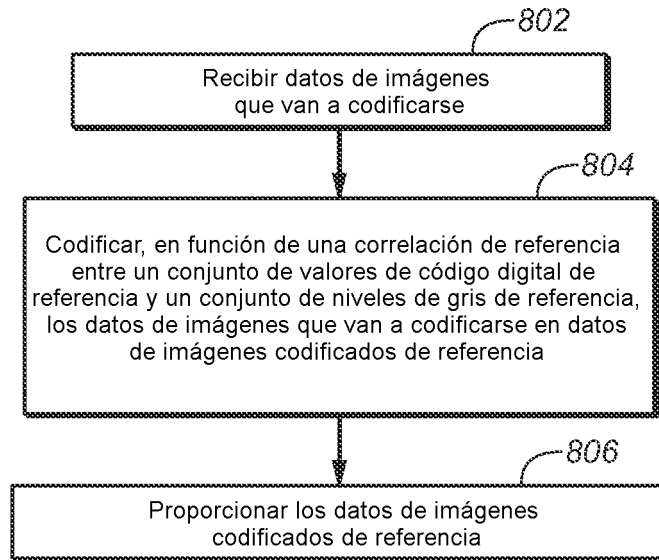 802
Recibir datos de imágenes
que van a codificarse
804
Codificar, en función de una correlación de referencia
entre un conjunto de valores de código digital de
referencia y un conjunto de niveles de gris de referencia,
los datos de imágenes que van a codificarse en datos
de imágenes codificados de referencia
806
Proporcionar los datos de imágenes
codificados de referencia